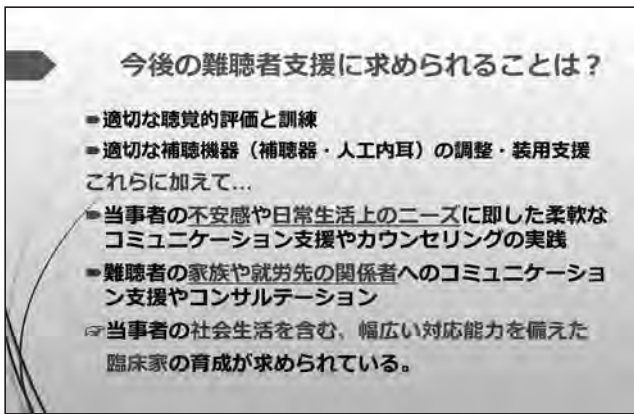 今後の難聴者支援に求められることは？
➡適切な聴覚的評価と訓練
➡適切な補聴機器（補聴器・人工内耳）の調整・装用支援
これらに加えて…
➡当事者の不安感や日常生活上のニーズに即した柔軟な
コミュニケーション支援やカウンセリングの実践
➡難聴者の家族や就労先の関係者へのコミュニケーショ
ン支援やコンサルテーション
☞当事者の社会生活を含む、幅広い対応能力を備えた
臨床家の育成が求められている。